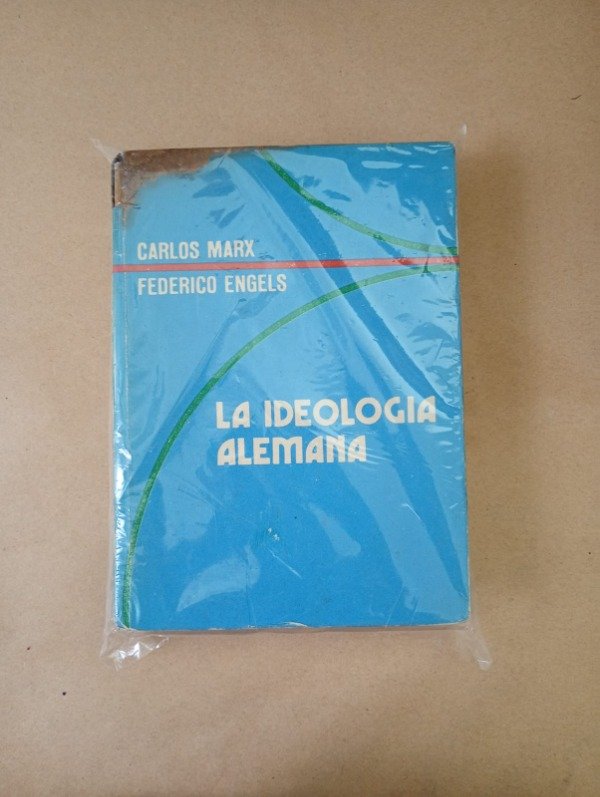 CARLOS MARX
FEDERICO ENGELS
LA IDEOLOGIA
ALEMANA